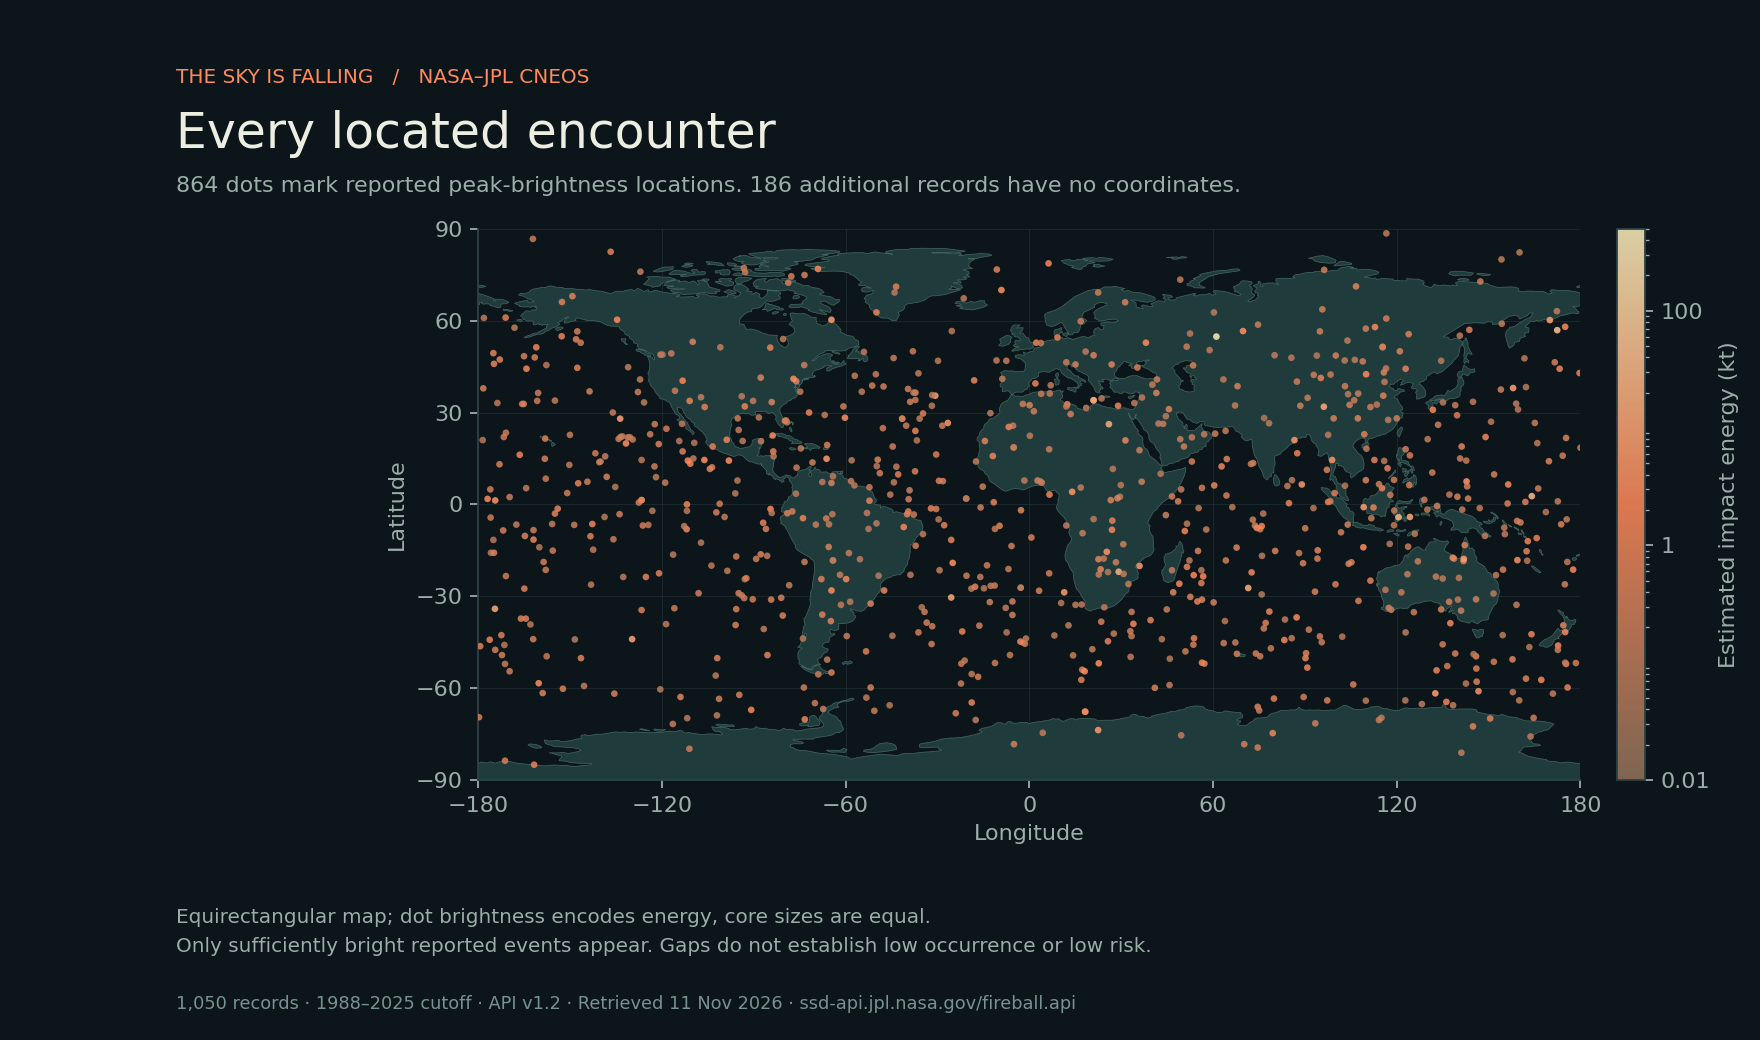 THE SKY IS FALLING / NASA–JPL CNEOS
Every located encounter
864 dots mark reported peak-brightness locations. 186 additional records have no coordinates.
90
60
30
0
−30
−60
−90
Latitude
−180
−120
−60
0
60
120
180
Longitude
100
1
0.01
Estimated impact energy (kt)
Equirectangular map; dot brightness encodes energy, core sizes are equal.
Only sufficiently bright reported events appear. Gaps do not establish low occurrence or low risk.
1,050 records · 1988–2025 cutoff · API v1.2 · Retrieved 11 Nov 2026 · ssd-api.jpl.nasa.gov/fireball.api